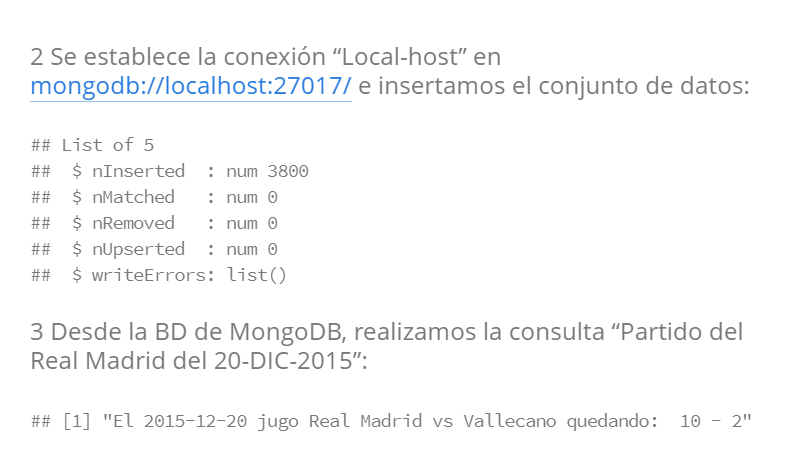 2 Se establece la conexión “Local-host” en
mongodb://localhost:27017/ e insertamos el conjunto de datos:
## List of 5
##  $ nInserted  : num 3800
##  $ nMatched   : num 0
##  $ nRemoved   : num 0
##  $ nUpserted  : num 0
##  $ writeErrors: list()
3 Desde la BD de MongoDB, realizamos la consulta “Partido del
Real Madrid del 20-DIC-2015”:
## [1] "El 2015-12-20 jugo Real Madrid vs Vallecano quedando:  10 - 2"